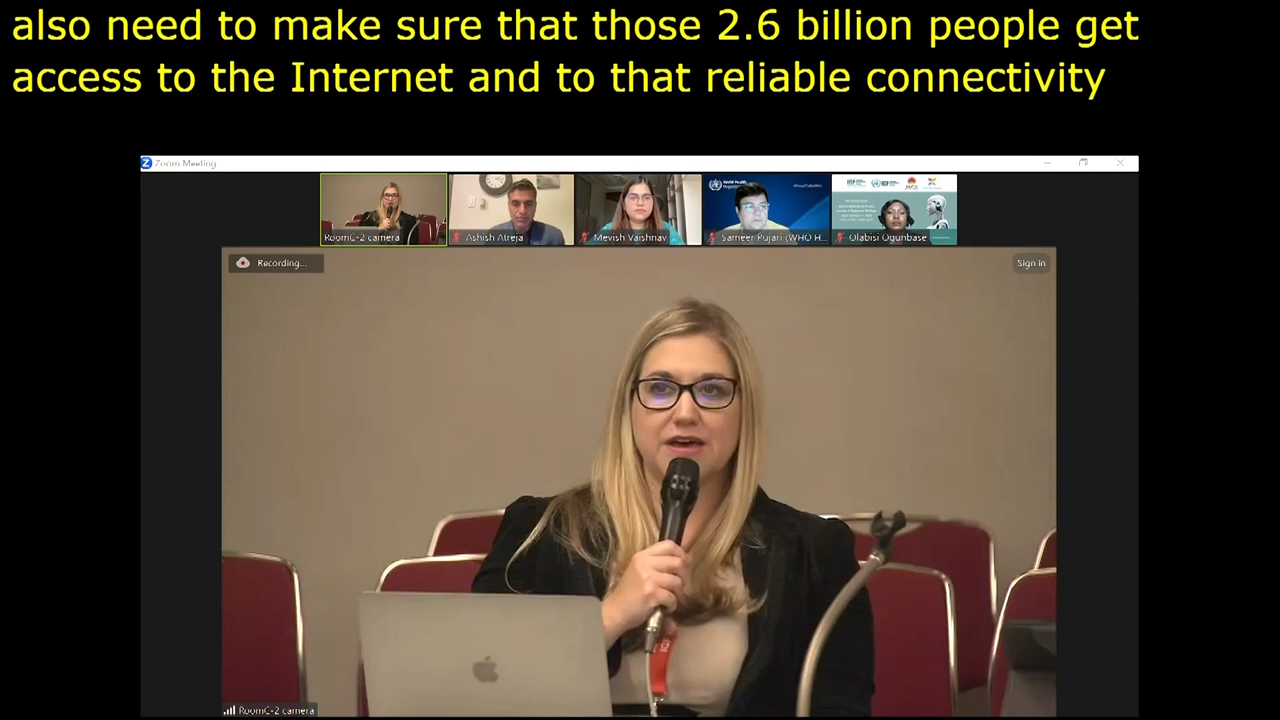 also need to make sure that those 2.6 billion people get
access to the Internet and to that reliable connectivity
Zoom Meeting
RoomC-2 camera
Ashish Atreja
Mevish Vaishnav
Sameer Pujari (WHO H...
Olabisi Ogunbase
Recording...
Sign in
RoomC-2 camera